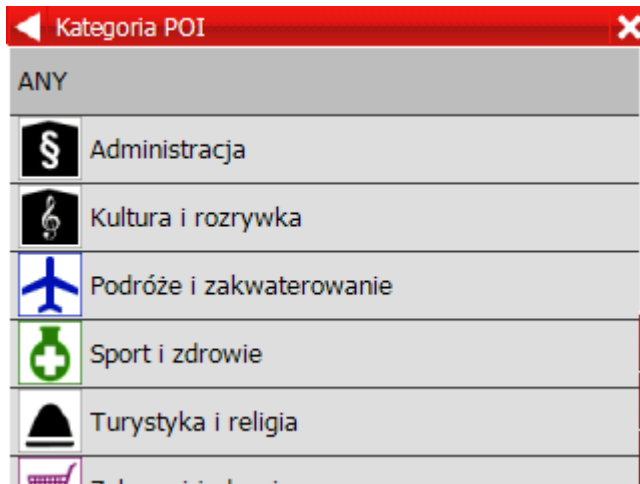 Kategoria POI
ANY
§
Administracja
Kultura i rozrywka
Podróże i zakwaterowanie
Sport i zdrowie
Turystyka i religia